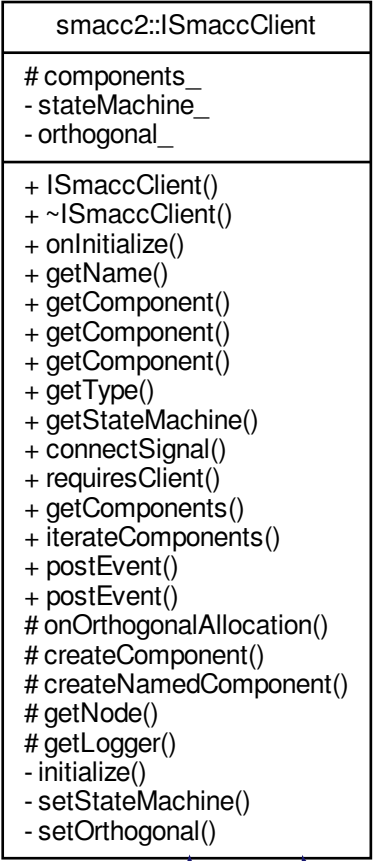 smacc2::ISmaccClient
# components_
- stateMachine_
- orthogonal_
+ ISmaccClient()
+ ~ISmaccClient()
+ onInitialize()
+ getName()
+ getComponent()
+ getComponent()
+ getComponent()
+ getType()
+ getStateMachine()
+ connectSignal()
+ requiresClient()
+ getComponents()
+ iterateComponents()
+ postEvent()
+ postEvent()
# onOrthogonalAllocation()
# createComponent()
# createNamedComponent()
# getNode()
# getLogger()
- initialize()
- setStateMachine()
- setOrthogonal()